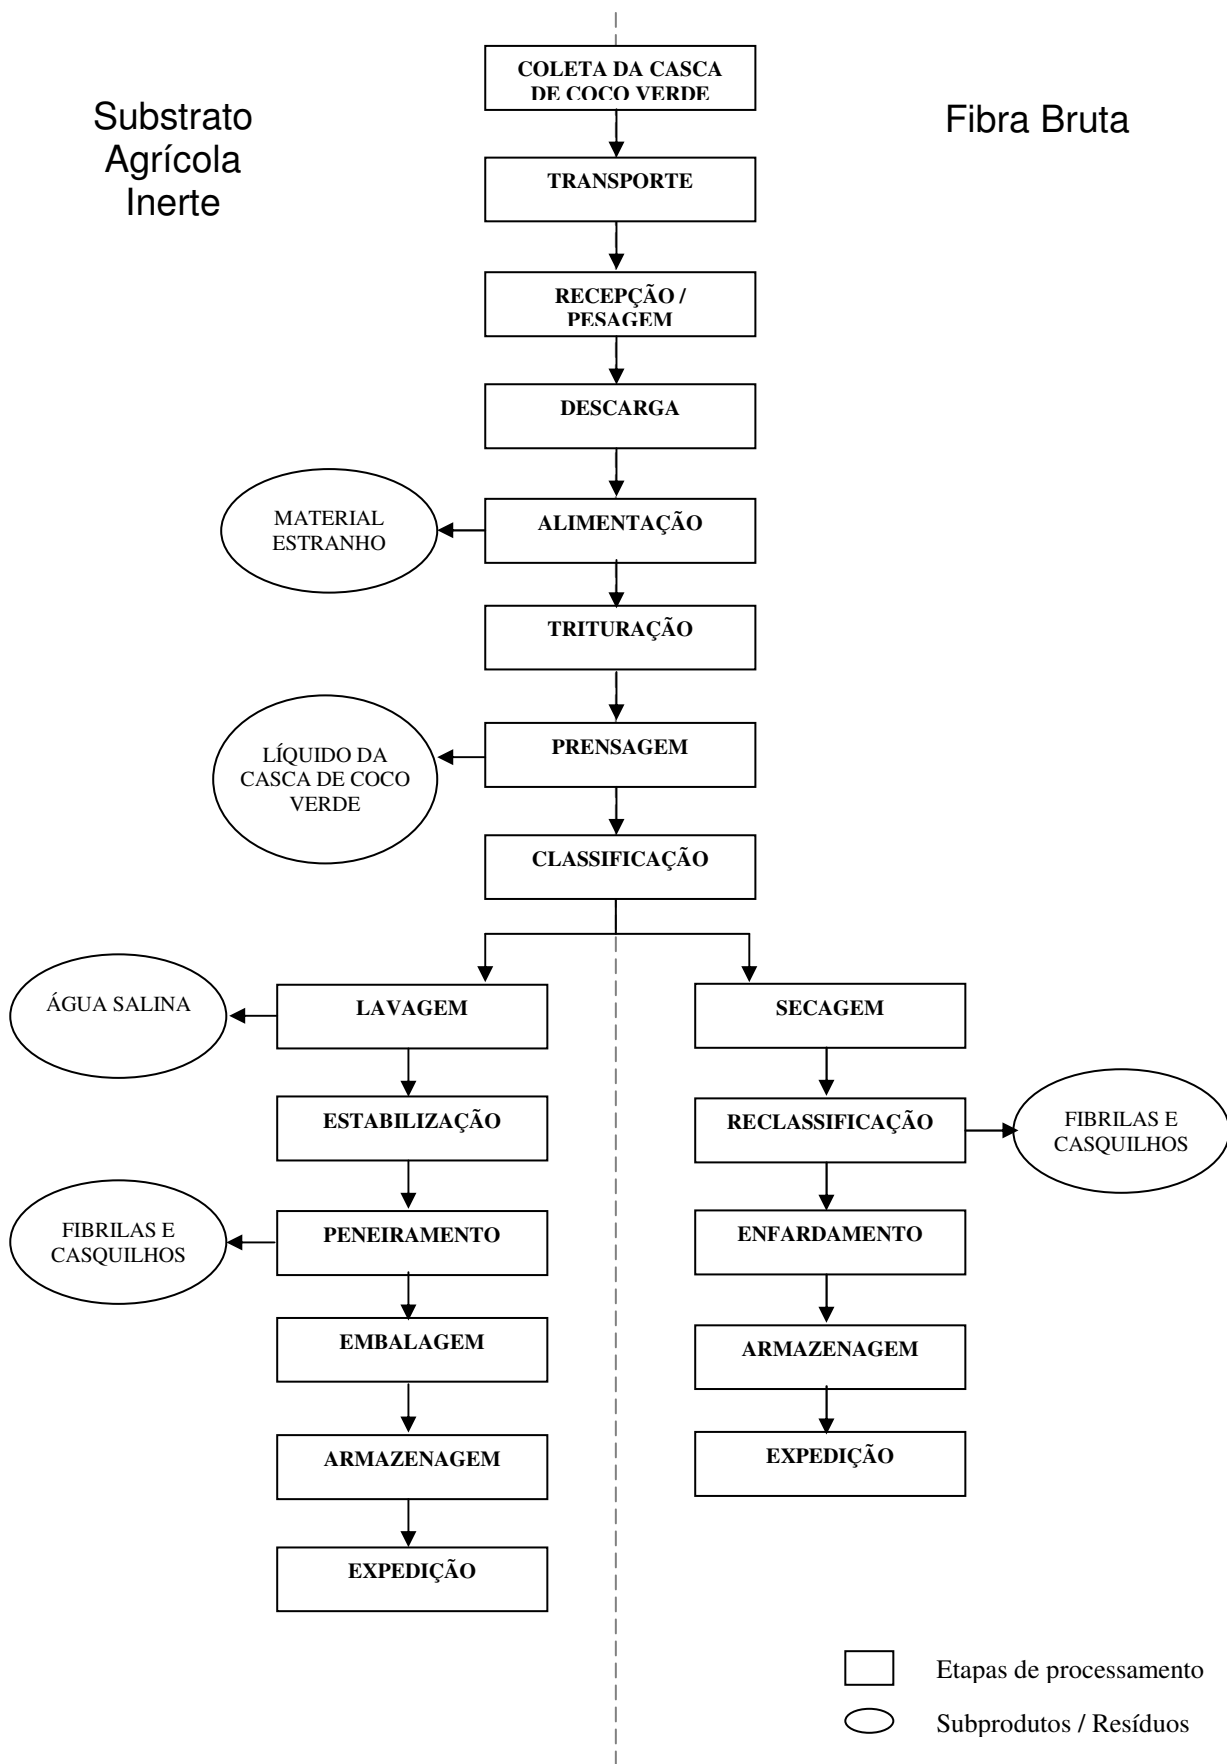 COLETA DA CASCA
DE COCO VERDE
Substrato
Agrícola
Inerte
Fibra Bruta
TRANSPORTE
RECEPÇÃO /
PESAGEM
DESCARGA
MATERIAL
ESTRANHO
ALIMENTAÇÃO
TRITURAÇÃO
LÍQUIDO DA
CASCA DE COCO
VERDE
PRENSAGEM
CLASSIFICAÇÃO
ÁGUA SALINA
LAVAGEM
SECAGEM
ESTABILIZAÇÃO
RECLASSIFICAÇÃO
FIBRILAS E
CASQUILHOS
FIBRILAS E
CASQUILHOS
PENEIRAMENTO
ENFARDAMENTO
EMBALAGEM
ARMAZENAGEM
ARMAZENAGEM
EXPEDIÇÃO
EXPEDIÇÃO
Etapas de processamento
Subprodutos / Resíduos